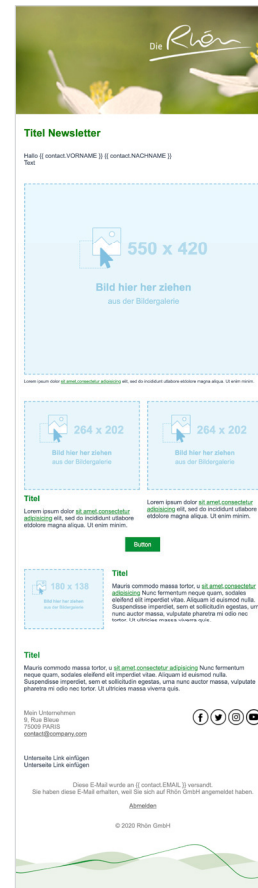 Die Rhön
Titel Newsletter
Hallo {{ contact.VORNAME }} {{ contact.NACHNAME }}
Text
550 x 420
Bild hier her ziehen
aus der Bildergalerie
Lorem ipsum dolor sit amet,consectetur adipisicing elit, sed do incididunt utlabore etdolore magna aliqua. Ut enim minim.
264 x 202
Bild hier her ziehen
aus der Bildergalerie
264 x 202
Bild hier her ziehen
aus der Bildergalerie
Titel
Lorem ipsum dolor sit amet,consectetur
adipisicing elit, sed do incididunt utlabore
etdolore magna aliqua. Ut enim minim.
Lorem ipsum dolor sit amet,consectetur
adipisicing elit, sed do incididunt utlabore
etdolore magna aliqua. Ut enim minim.
Button
180 x 138
Bild hier her ziehen
aus der Bildergalerie
Titel
Mauris commodo massa tortor, u sit amet,consectetur
adipisicing Nunc fermentum neque quam, sodales
eleifend elit imperdiet vitae. Aliquam id euismod nulla.
Suspendisse imperdiet, sem et sollicitudin egestas, urna
nunc auctor massa, vulputate pharetra mi odio nec
tortor. Ut ultricies massa viverra quis.
Titel
Mauris commodo massa tortor, u sit amet,consectetur adipisicing Nunc fermentum
neque quam, sodales eleifend elit imperdiet vitae. Aliquam id euismod nulla.
Suspendisse imperdiet, sem et sollicitudin egestas, urna nunc auctor massa, vulputate
pharetra mi odio nec tortor. Ut ultricies massa viverra quis.
Mein Unternehmen
9, Rue Bleue
75009 PARIS
contact@company.com
Unterseite Link einfügen
Unterseite Link einfügen
Diese E-Mail wurde an {{ contact.EMAIL }} versandt.
Sie haben diese E-Mail erhalten, weil Sie sich auf Rhön GmbH angemeldet haben.
Abmelden
© 2020 Rhön GmbH